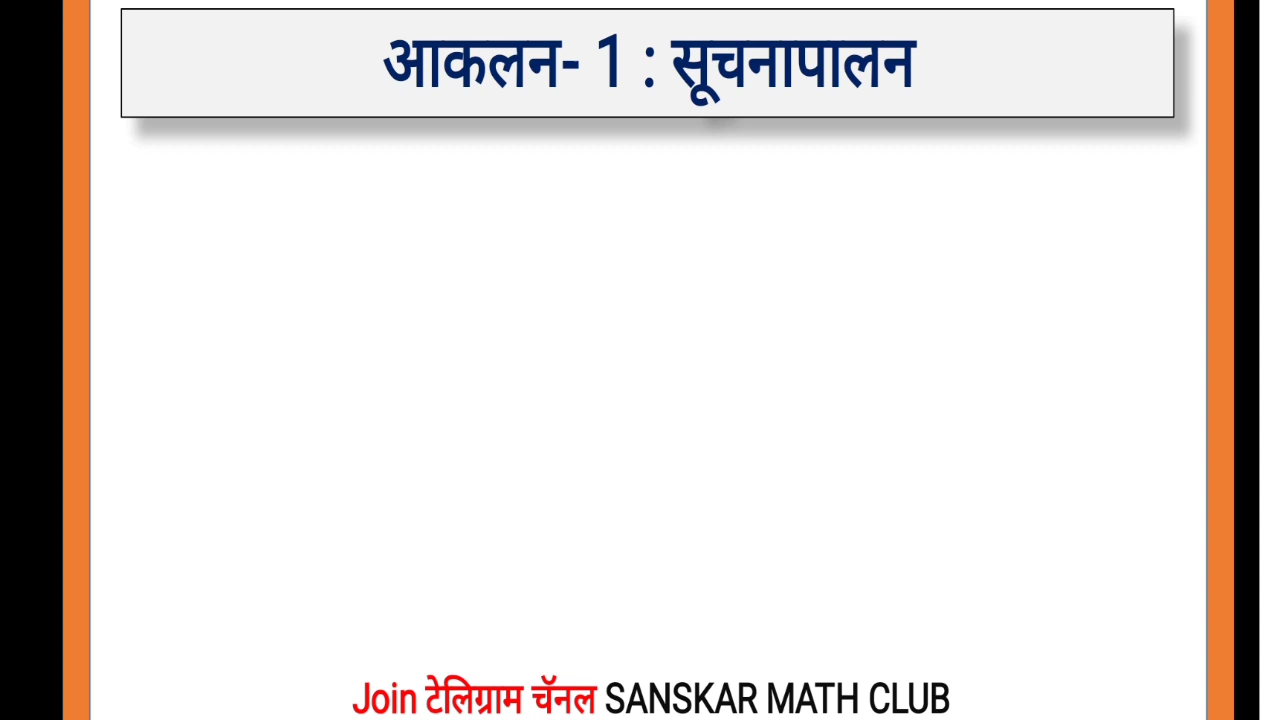 आकलन- 1 : सूचनापालन
Join टेलिग्राम चॅनल SANSKAR MATH CLUB